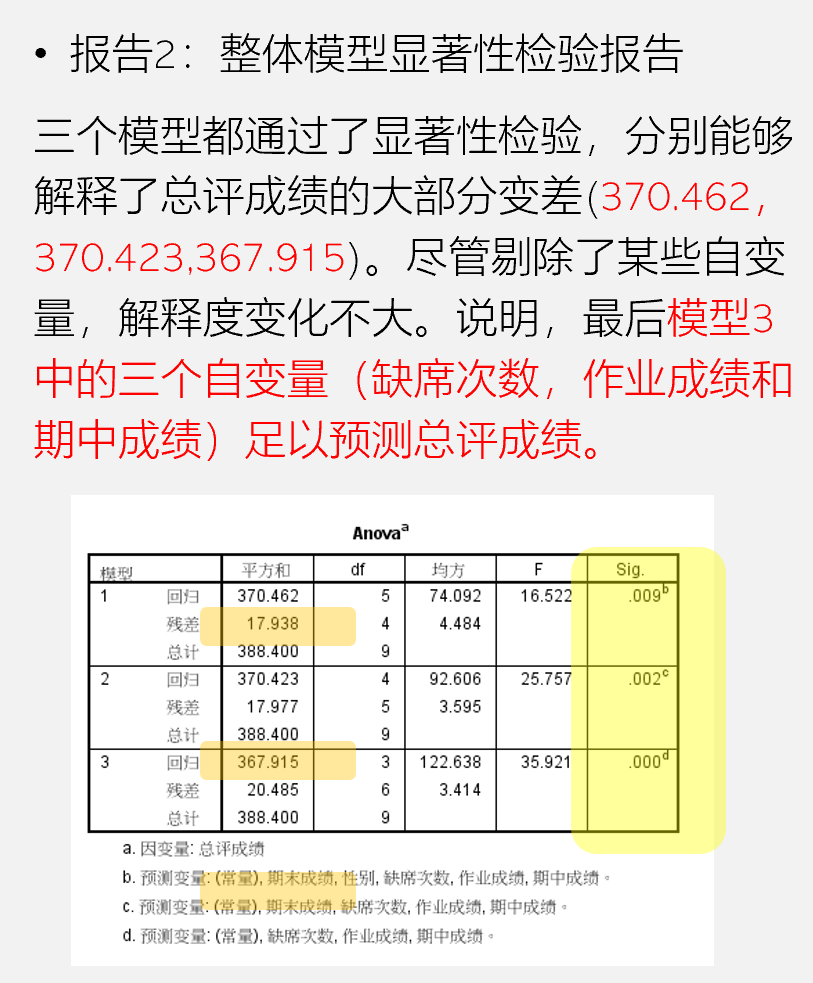 • 报告2：整体模型显著性检验报告
三个模型都通过了显著性检验，分别能够
解释了总评成绩的大部分变差(370.462，
370.423,367.915)。尽管剔除了某些自变
量，解释度变化不大。说明，最后模型3
中的三个自变量（缺席次数，作业成绩和
期中成绩）足以预测总评成绩。
Anovaᵃ
模型 平方和 df 均方 F Sig.
1 回归 370.462 5 74.092 16.522 .009ᵇ
残差 17.938 4 4.484
总计 388.400 9
2 回归 370.423 4 92.606 25.757 .002ᶜ
残差 17.977 5 3.595
总计 388.400 9
3 回归 367.915 3 122.638 35.921 .000ᵈ
残差 20.485 6 3.414
总计 388.400 9
a. 因变量: 总评成绩
b. 预测变量: (常量), 期末成绩, 性别, 缺席次数, 作业成绩, 期中成绩。
c. 预测变量: (常量), 期末成绩, 缺席次数, 作业成绩, 期中成绩。
d. 预测变量: (常量), 缺席次数, 作业成绩, 期中成绩。